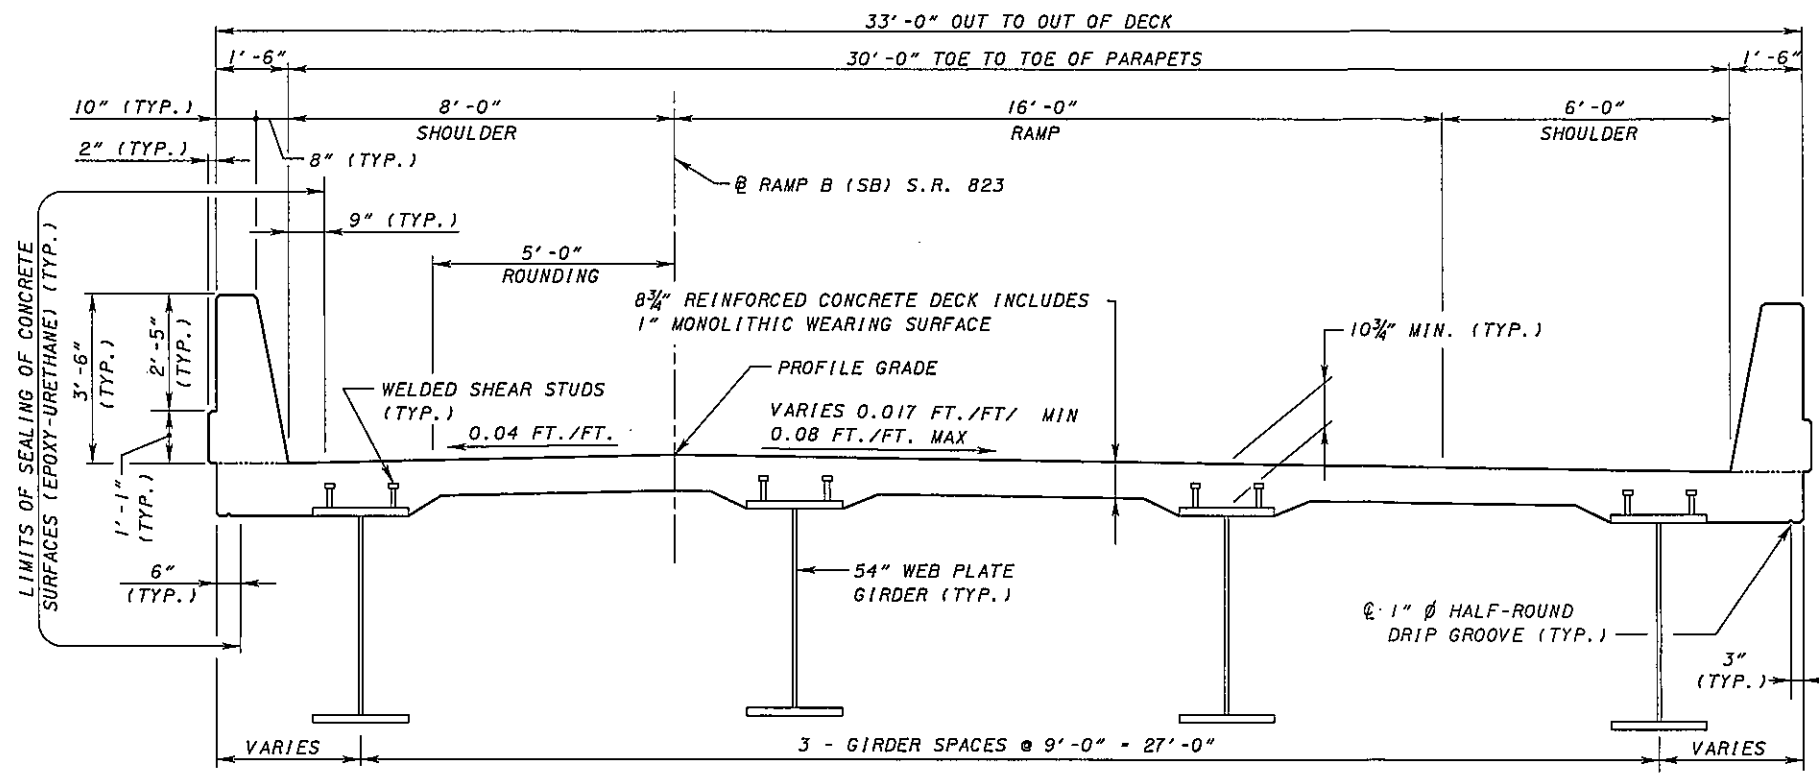 33'-0" OUT TO OUT OF DECK
1'-6"
30'-0" TOE TO TOE OF PARAPETS
1'-6"
10" (TYP.)
8'-0"
SHOULDER
16'-0"
RAMP
6'-0"
SHOULDER
2" (TYP.)
8" (TYP.)
℄ RAMP B (SB) S.R. 823
9" (TYP.)
LIMITS OF SEALING OF CONCRETE
SURFACES (EPOXY-URETHANE) (TYP.)
5'-0"
ROUNDING
8¾" REINFORCED CONCRETE DECK INCLUDES
1" MONOLITHIC WEARING SURFACE
10¾" MIN. (TYP.)
3'-6"
(TYP.)
2'-5"
(TYP.)
PROFILE GRADE
WELDED SHEAR STUDS
(TYP.)
VARIES 0.017 FT./FT/ MIN
0.08 FT./FT. MAX
0.04 FT./FT.
1'-1"
(TYP.)
6"
(TYP.)
54" WEB PLATE
GIRDER (TYP.)
℄ 1" Ø HALF-ROUND
DRIP GROOVE (TYP.)
3"
(TYP.)
VARIES
3 - GIRDER SPACES @ 9'-0" = 27'-0"
VARIES